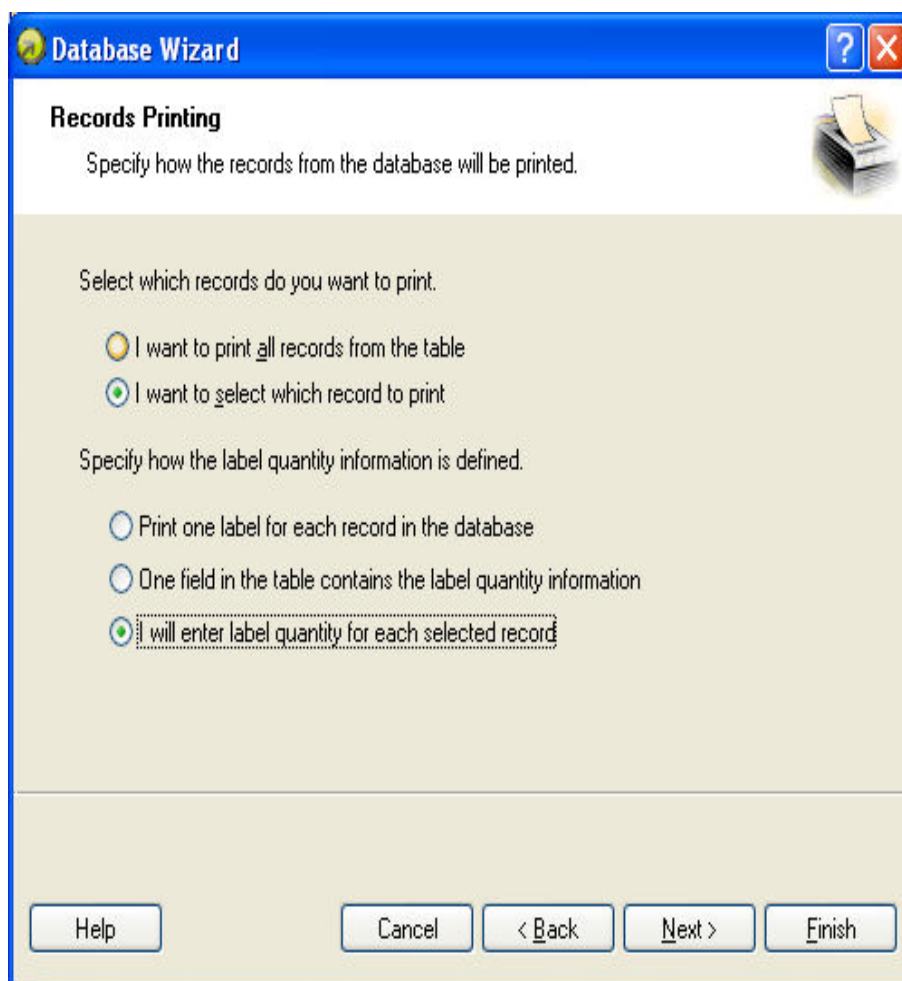 Database Wizard
Records Printing
Specify how the records from the database will be printed.
Select which records do you want to print.
I want to print all records from the table
I want to select which record to print
Specify how the label quantity information is defined.
Print one label for each record in the database
One field in the table contains the label quantity information
I will enter label quantity for each selected record
Help
Cancel
< Back
Next >
Finish